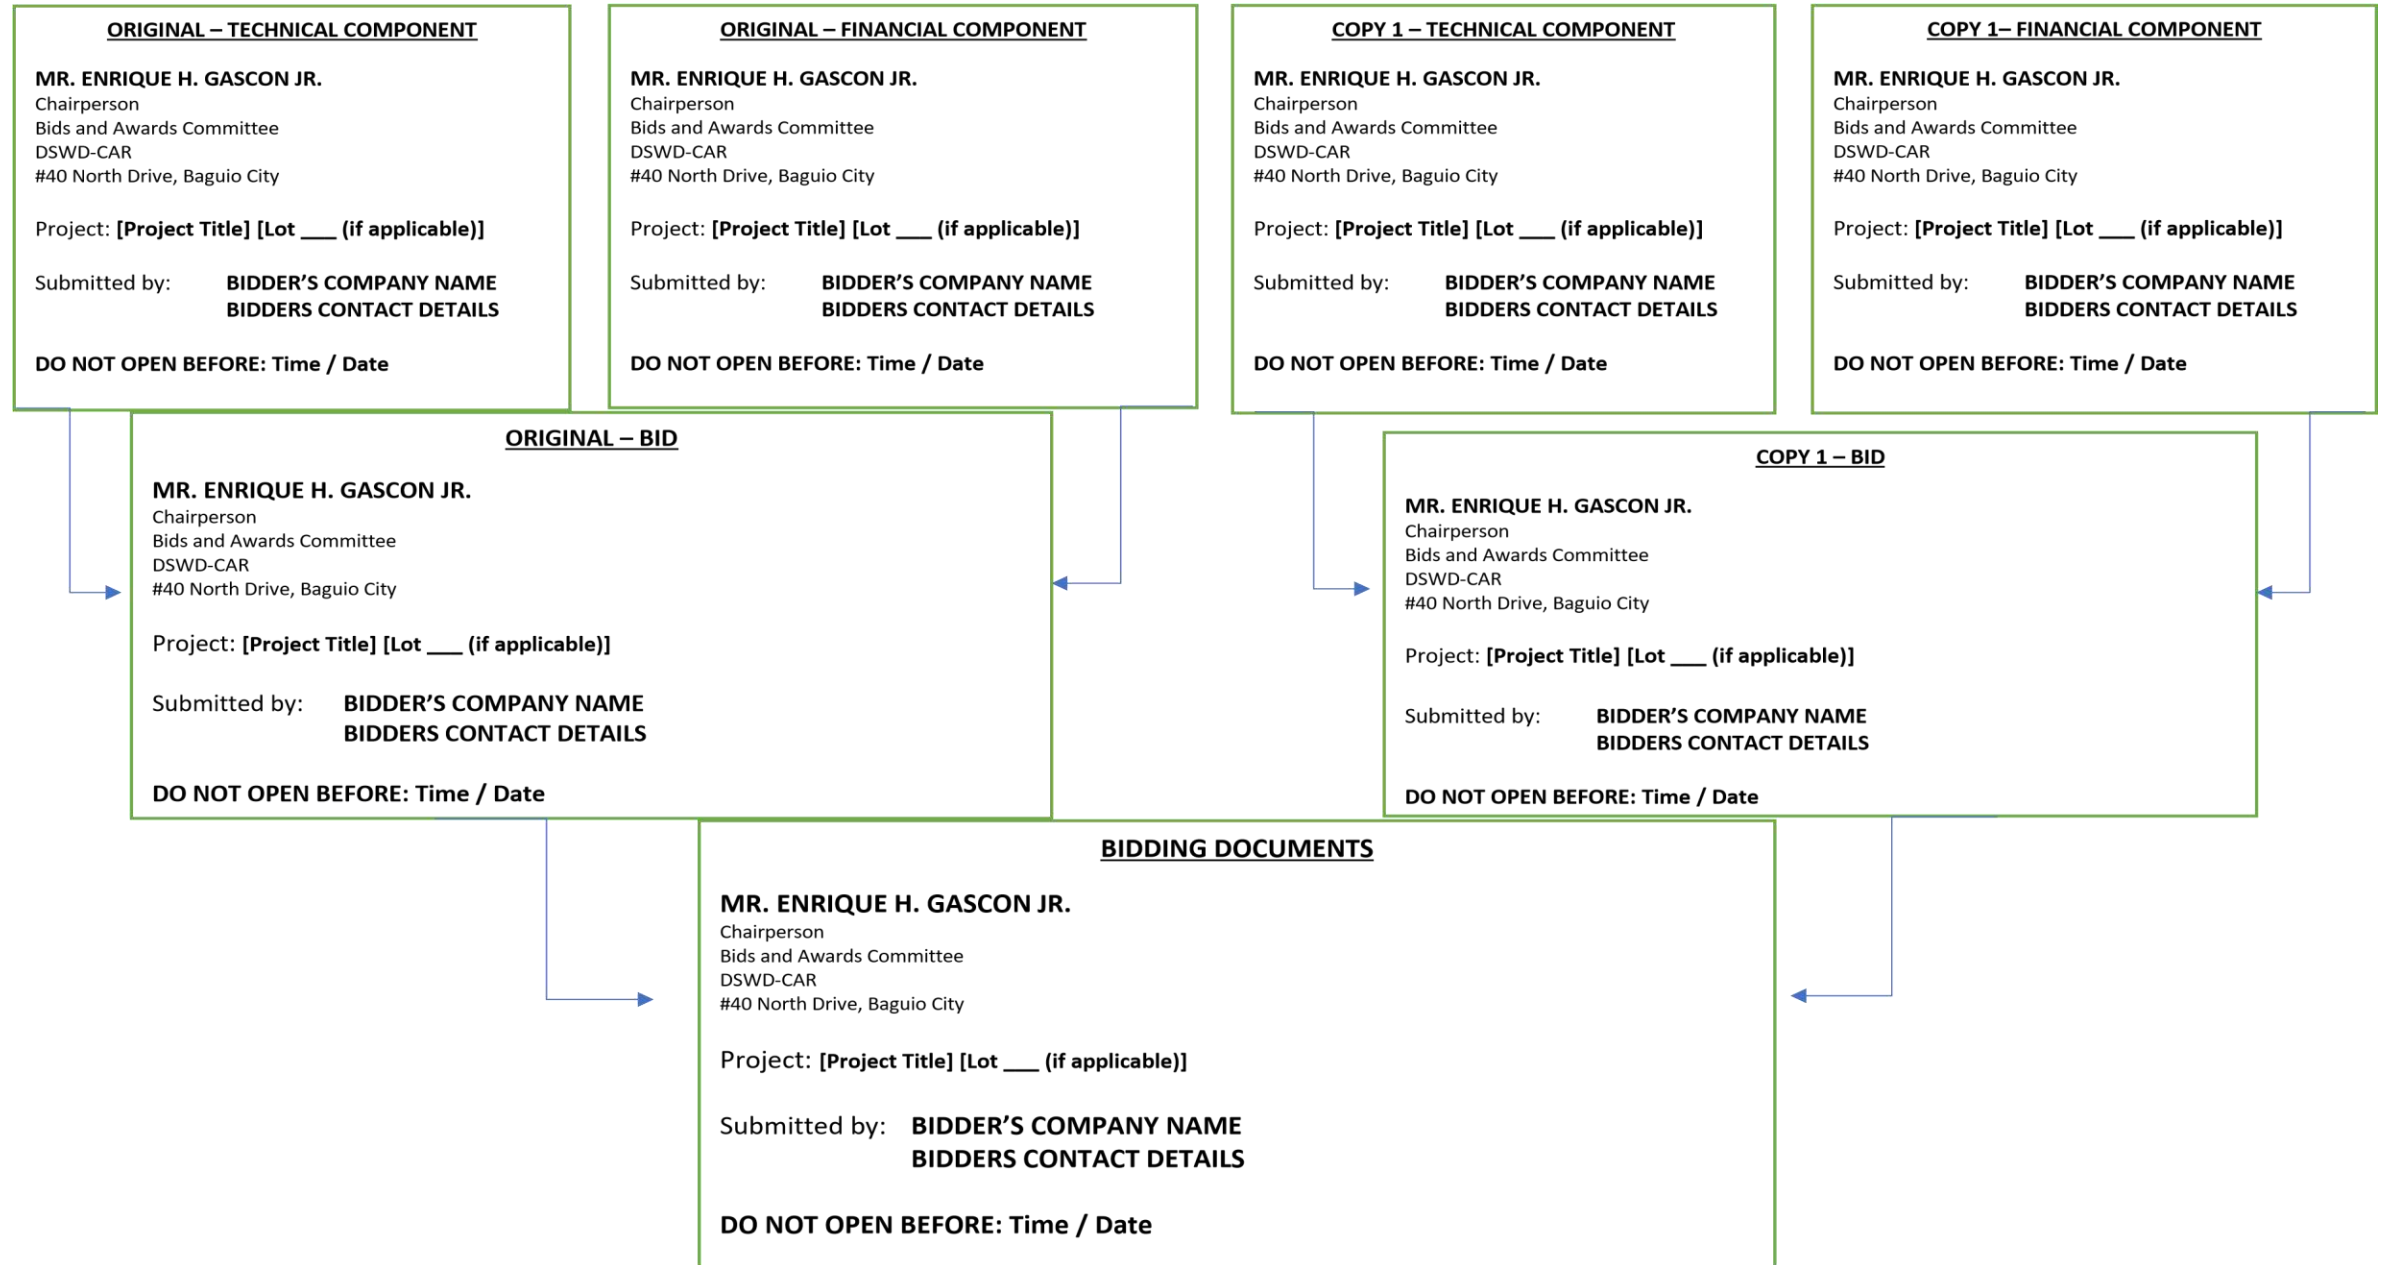 ORIGINAL – TECHNICAL COMPONENT
MR. ENRIQUE H. GASCON JR.
Chairperson
Bids and Awards Committee
DSWD-CAR
#40 North Drive, Baguio City
Project: [Project Title] [Lot ___ (if applicable)]
Submitted by: BIDDER’S COMPANY NAME
BIDDERS CONTACT DETAILS
DO NOT OPEN BEFORE: Time / Date
ORIGINAL – FINANCIAL COMPONENT
MR. ENRIQUE H. GASCON JR.
Chairperson
Bids and Awards Committee
DSWD-CAR
#40 North Drive, Baguio City
Project: [Project Title] [Lot ___ (if applicable)]
Submitted by: BIDDER’S COMPANY NAME
BIDDERS CONTACT DETAILS
DO NOT OPEN BEFORE: Time / Date
COPY 1 – TECHNICAL COMPONENT
MR. ENRIQUE H. GASCON JR.
Chairperson
Bids and Awards Committee
DSWD-CAR
#40 North Drive, Baguio City
Project: [Project Title] [Lot ___ (if applicable)]
Submitted by: BIDDER’S COMPANY NAME
BIDDERS CONTACT DETAILS
DO NOT OPEN BEFORE: Time / Date
COPY 1– FINANCIAL COMPONENT
MR. ENRIQUE H. GASCON JR.
Chairperson
Bids and Awards Committee
DSWD-CAR
#40 North Drive, Baguio City
Project: [Project Title] [Lot ___ (if applicable)]
Submitted by: BIDDER’S COMPANY NAME
BIDDERS CONTACT DETAILS
DO NOT OPEN BEFORE: Time / Date
ORIGINAL – BID
MR. ENRIQUE H. GASCON JR.
Chairperson
Bids and Awards Committee
DSWD-CAR
#40 North Drive, Baguio City
Project: [Project Title] [Lot ___ (if applicable)]
Submitted by: BIDDER’S COMPANY NAME
BIDDERS CONTACT DETAILS
DO NOT OPEN BEFORE: Time / Date
COPY 1 – BID
MR. ENRIQUE H. GASCON JR.
Chairperson
Bids and Awards Committee
DSWD-CAR
#40 North Drive, Baguio City
Project: [Project Title] [Lot ___ (if applicable)]
Submitted by: BIDDER’S COMPANY NAME
BIDDERS CONTACT DETAILS
DO NOT OPEN BEFORE: Time / Date
BIDDING DOCUMENTS
MR. ENRIQUE H. GASCON JR.
Chairperson
Bids and Awards Committee
DSWD-CAR
#40 North Drive, Baguio City
Project: [Project Title] [Lot ___ (if applicable)]
Submitted by: BIDDER’S COMPANY NAME
BIDDERS CONTACT DETAILS
DO NOT OPEN BEFORE: Time / Date